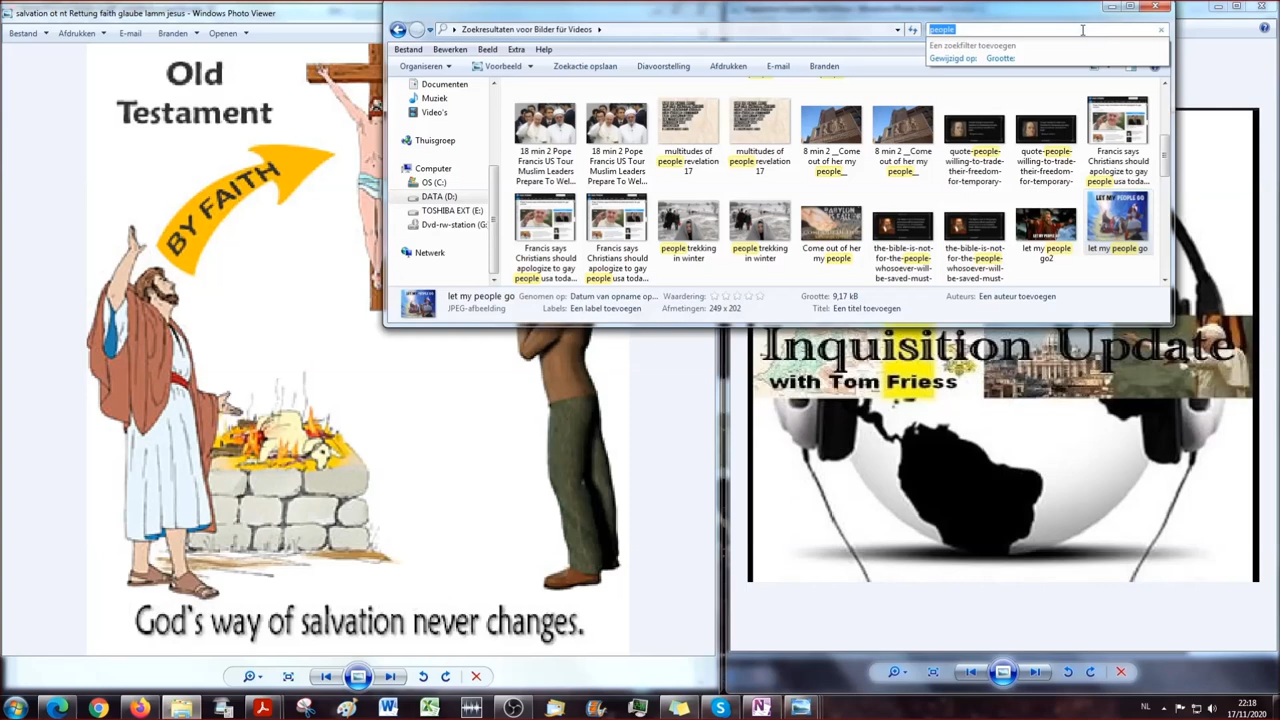 salvation ot nt Rettung faith glaube lamm jesus - Windows Photo Viewer
Bestand Afdrukken E-mail Branden Openen
Old
Testament
BY FAITH
God's way of salvation never changes.
Zoekresultaten voor Bilder für Videos
people
Een zoekfilter toevoegen
Gewijzigd op: Grootte:
Bestand Bewerken Beeld Extra Help
Organiseren Voorbeeld Zoekactie opslaan Diavoorstelling Afdrukken E-mail Branden
Documenten
Muziek
Video's
Thuisgroep
Computer
OS (C:)
DATA (D:)
TOSHIBA EXT (E:)
Dvd-rw-station (G:
Netwerk
18 min 2 Pope
Francis US Tour
Muslim Leaders
Prepare To Wel...
18 min 2 Pope
Francis US Tour
Muslim Leaders
Prepare To Wel...
multitudes of
people revelation
17
multitudes of
people revelation
17
8 min 2 __Come
out of her my
people__
8 min 2 __Come
out of her my
people__
quote-people-
willing-to-trade-
their-freedom-
for-temporary-
quote-people-
willing-to-trade-
their-freedom-
for-temporary-
Francis says
Christians should
apologize to gay
people usa toda...
Francis says
Christians should
apologize to gay
people usa toda...
Francis says
Christians should
apologize to gay
people usa toda...
people trekking
in winter
people trekking
in winter
Come out of her
my people
the-bible-is-not-
for-the-people-
whosoever-will-
be-saved-must-
the-bible-is-not-
for-the-people-
whosoever-will-
be-saved-must-
let my people
go2
LET MY PEOPLE GO
let my people go
let my people go Genomen op: Datum van opname op... Waardering: Grootte: 9,17 kB Auteurs: Een auteur toevoegen
JPEG-afbeelding Labels: Een label toevoegen Afmetingen: 249 x 202 Titel: Een titel toevoegen
Inquisition Update
with Tom Friess
NL
22:18
17/11/2020